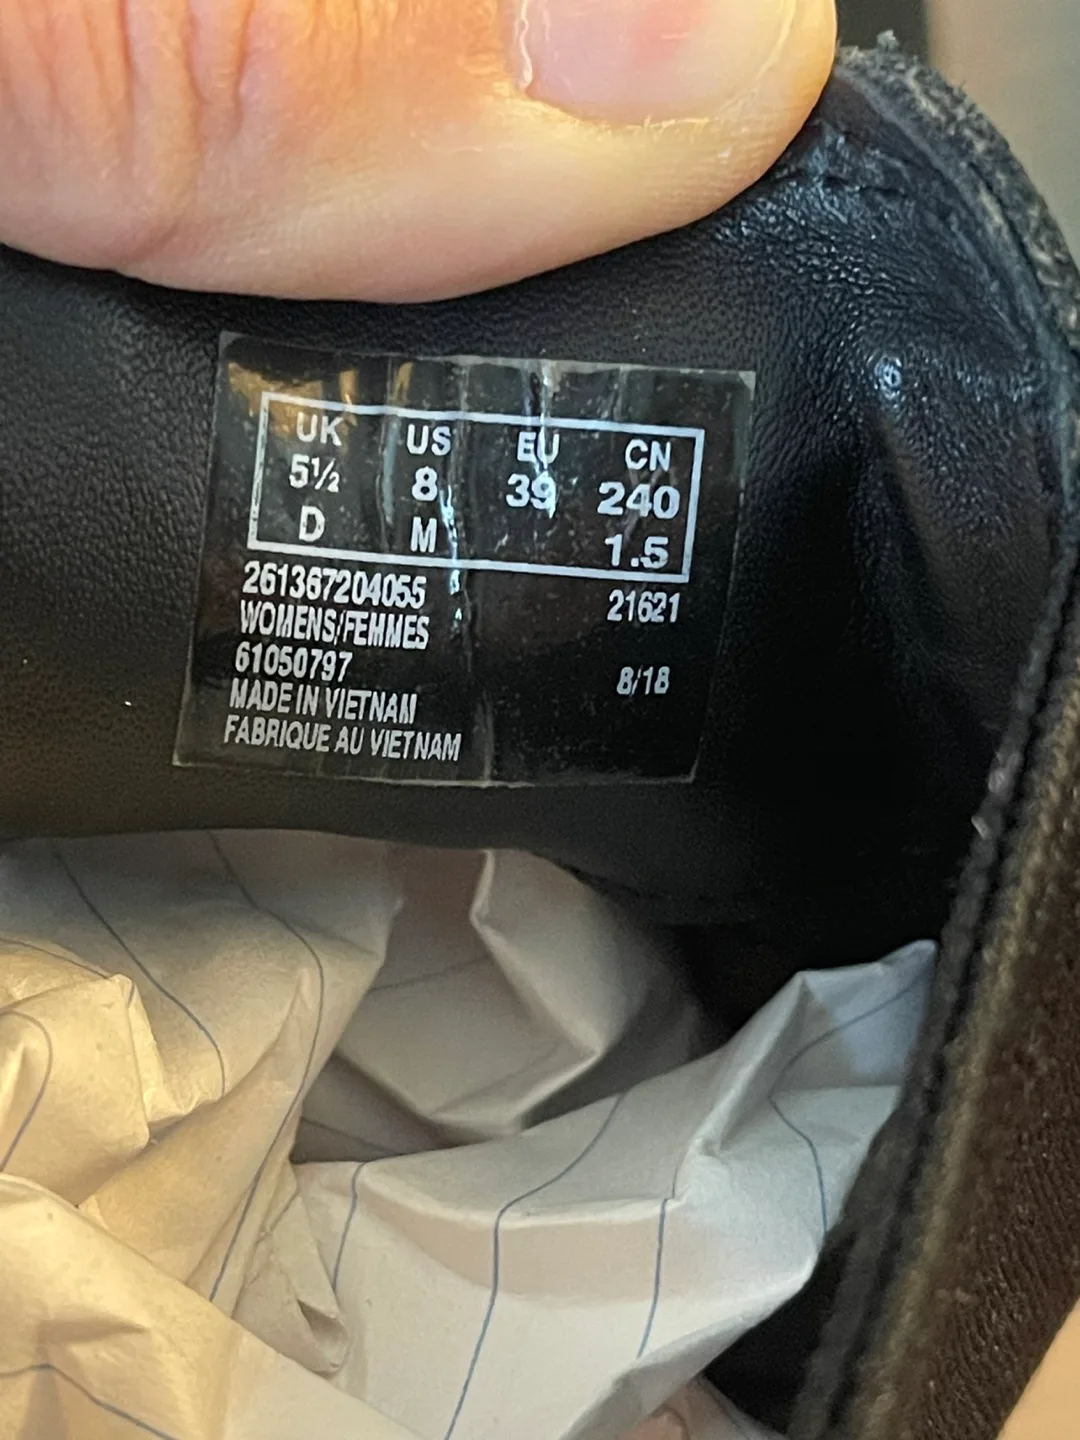 UK US EU CN
5½ 8 39 240
D M 1.5
261367204055 21621
WOMENS/FEMMES
61050797 8/18
MADE IN VIETNAM
FABRIQUE AU VIETNAM